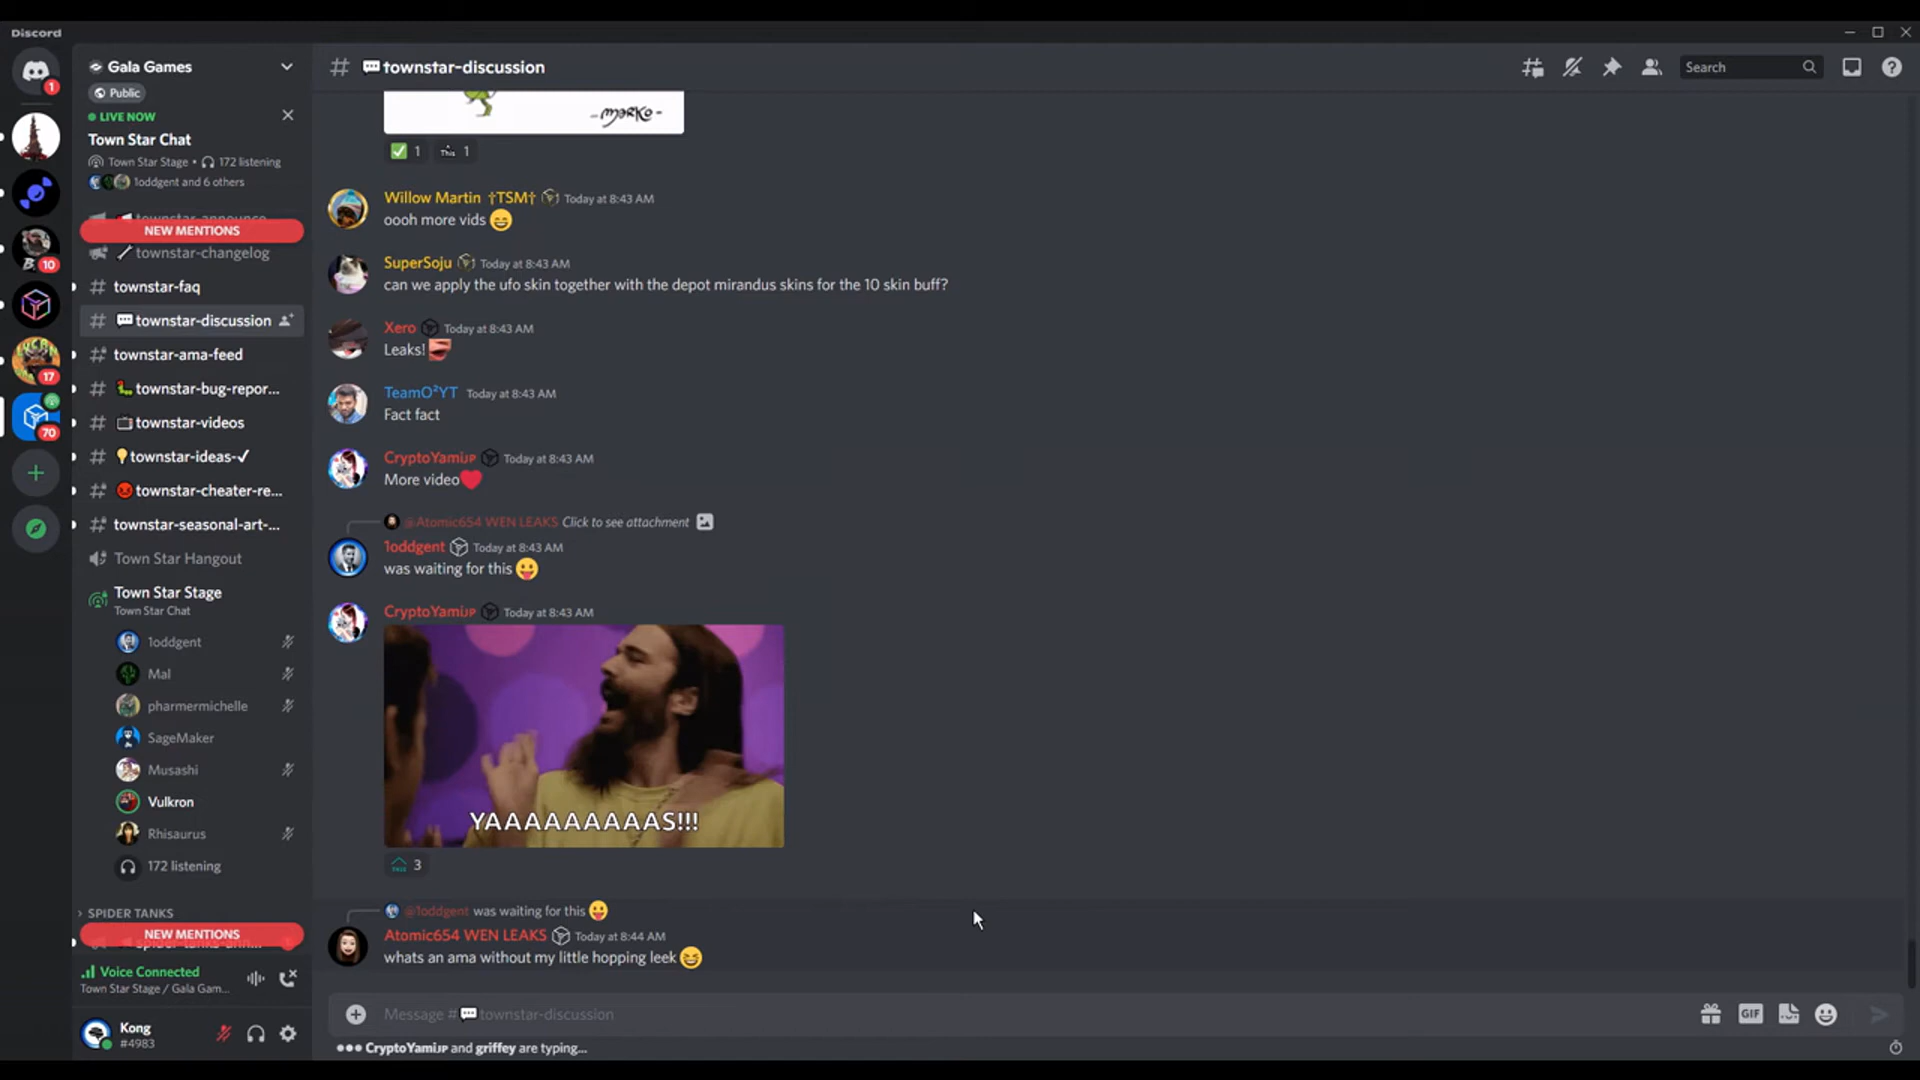 Discord
1
10
17
70
Gala Games
Public
LIVE NOW
Town Star Chat
Town Star Stage • 172 listening
1oddgent and 6 others
NEW MENTIONS
townstar-changelog
townstar-faq
townstar-discussion
townstar-ama-feed
townstar-bug-repor...
townstar-videos
townstar-ideas-✓
townstar-cheater-re...
townstar-seasonal-art-...
Town Star Hangout
Town Star Stage
Town Star Chat
1oddgent
Mal
pharmermichelle
SageMaker
Musashi
Vulkron
Rhisaurus
172 listening
SPIDER TANKS
NEW MENTIONS
Voice Connected
Town Star Stage / Gala Gam...
Kong
#4983
# townstar-discussion
Search
-marko-
1
This 1
Willow Martin †TSM† Today at 8:43 AM
oooh more vids 😄
SuperSoju Today at 8:43 AM
can we apply the ufo skin together with the depot mirandus skins for the 10 skin buff?
Xero Today at 8:43 AM
Leaks!
TeamO²YT Today at 8:43 AM
Fact fact
CryptoYamiJP Today at 8:43 AM
More video❤️
@Atomic654 WEN LEAKS Click to see attachment
1oddgent Today at 8:43 AM
was waiting for this 😛
CryptoYamiJP Today at 8:43 AM
YAAAAAAAAAS!!!
3
@1oddgent was waiting for this 😛
Atomic654 WEN LEAKS Today at 8:44 AM
whats an ama without my little hopping leek 😆
Message # townstar-discussion
GIF
CryptoYamiJP and griffey are typing...